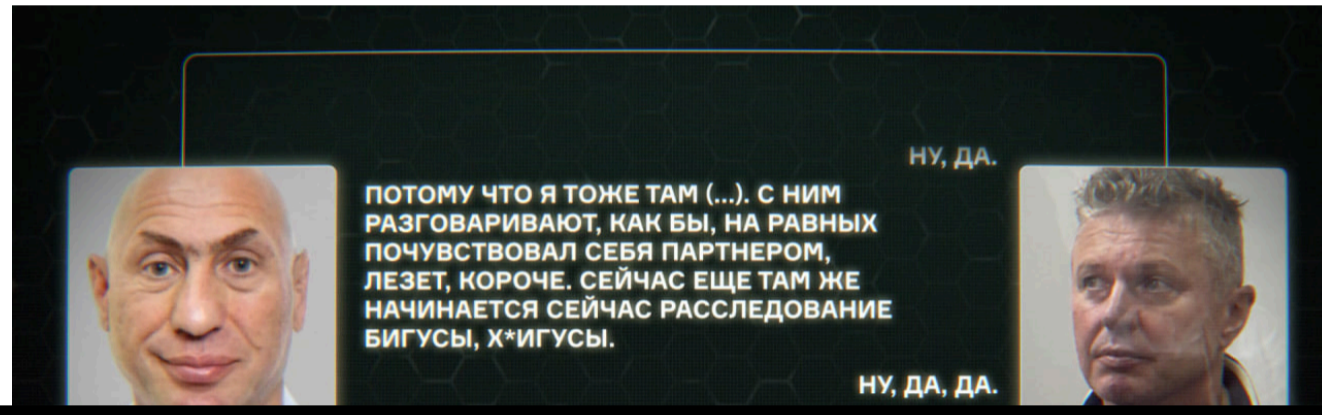 НУ, ДА.
ПОТОМУ ЧТО Я ТОЖЕ ТАМ (...). С НИМ
РАЗГОВАРИВАЮТ, КАК БЫ, НА РАВНЫХ
ПОЧУВСТВОВАЛ СЕБЯ ПАРТНЕРОМ,
ЛЕЗЕТ, КОРОЧЕ. СЕЙЧАС ЕЩЕ ТАМ ЖЕ
НАЧИНАЕТСЯ СЕЙЧАС РАССЛЕДОВАНИЕ
БИГУСЫ, Х*ИГУСЫ.
НУ, ДА, ДА.